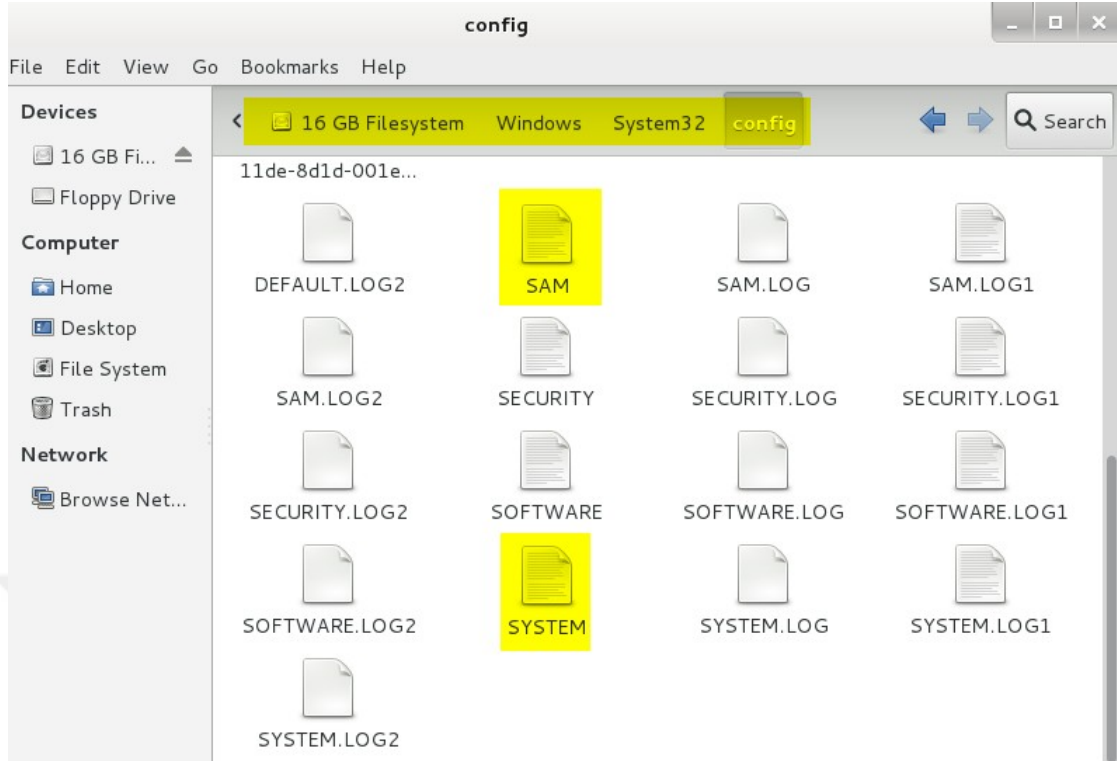 config
File Edit View Go Bookmarks Help
Devices
16 GB Fi...
Floppy Drive
Computer
Home
Desktop
File System
Trash
Network
Browse Net...
16 GB Filesystem Windows System32 config
Search
11de-8d1d-001e...
DEFAULT.LOG2 SAM SAM.LOG SAM.LOG1
SAM.LOG2 SECURITY SECURITY.LOG SECURITY.LOG1
SECURITY.LOG2 SOFTWARE SOFTWARE.LOG SOFTWARE.LOG1
SOFTWARE.LOG2 SYSTEM SYSTEM.LOG SYSTEM.LOG1
SYSTEM.LOG2